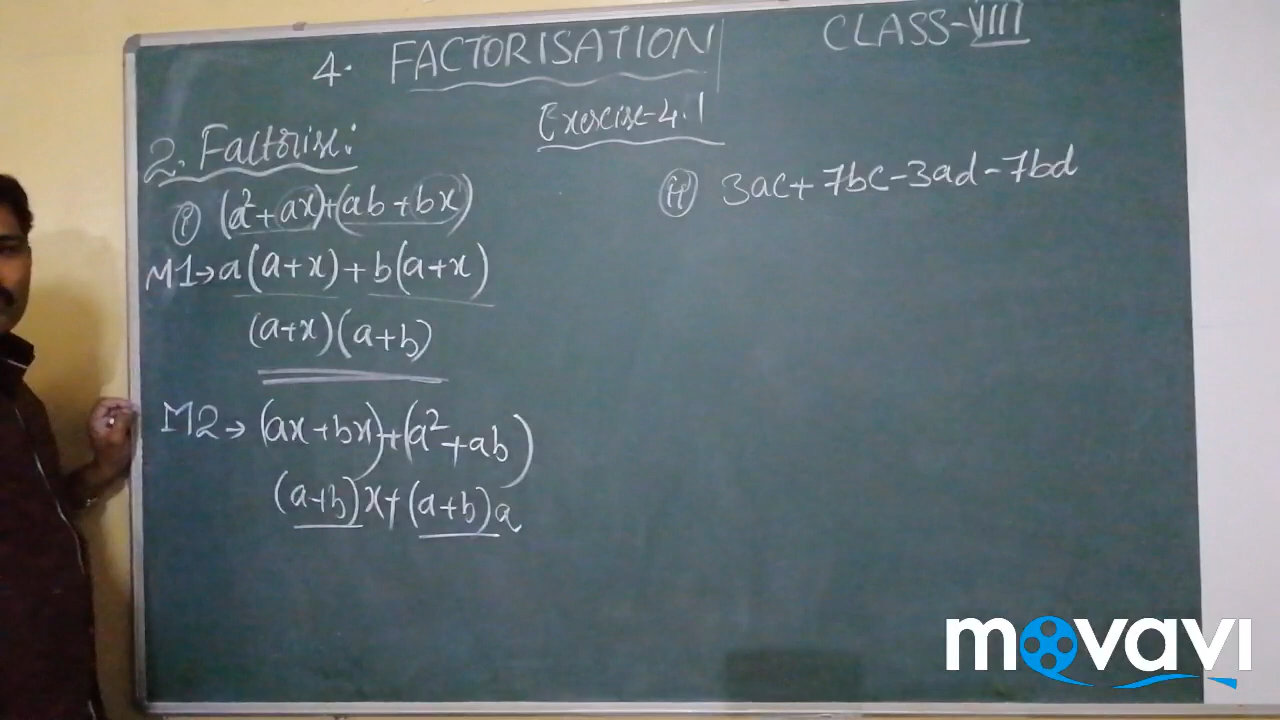 4. FACTORISATION
CLASS-VIII
Exercise-4.1
2. Factorise:
(i) (a²+ax)+(ab+bx)
M1→a(a+x)+b(a+x)
(a+x)(a+b)
M2→(ax+bx)+(a²+ab)
(a+b)x+(a+b)a
(ii) 3ac+7bc-3ad-7bd
movavi